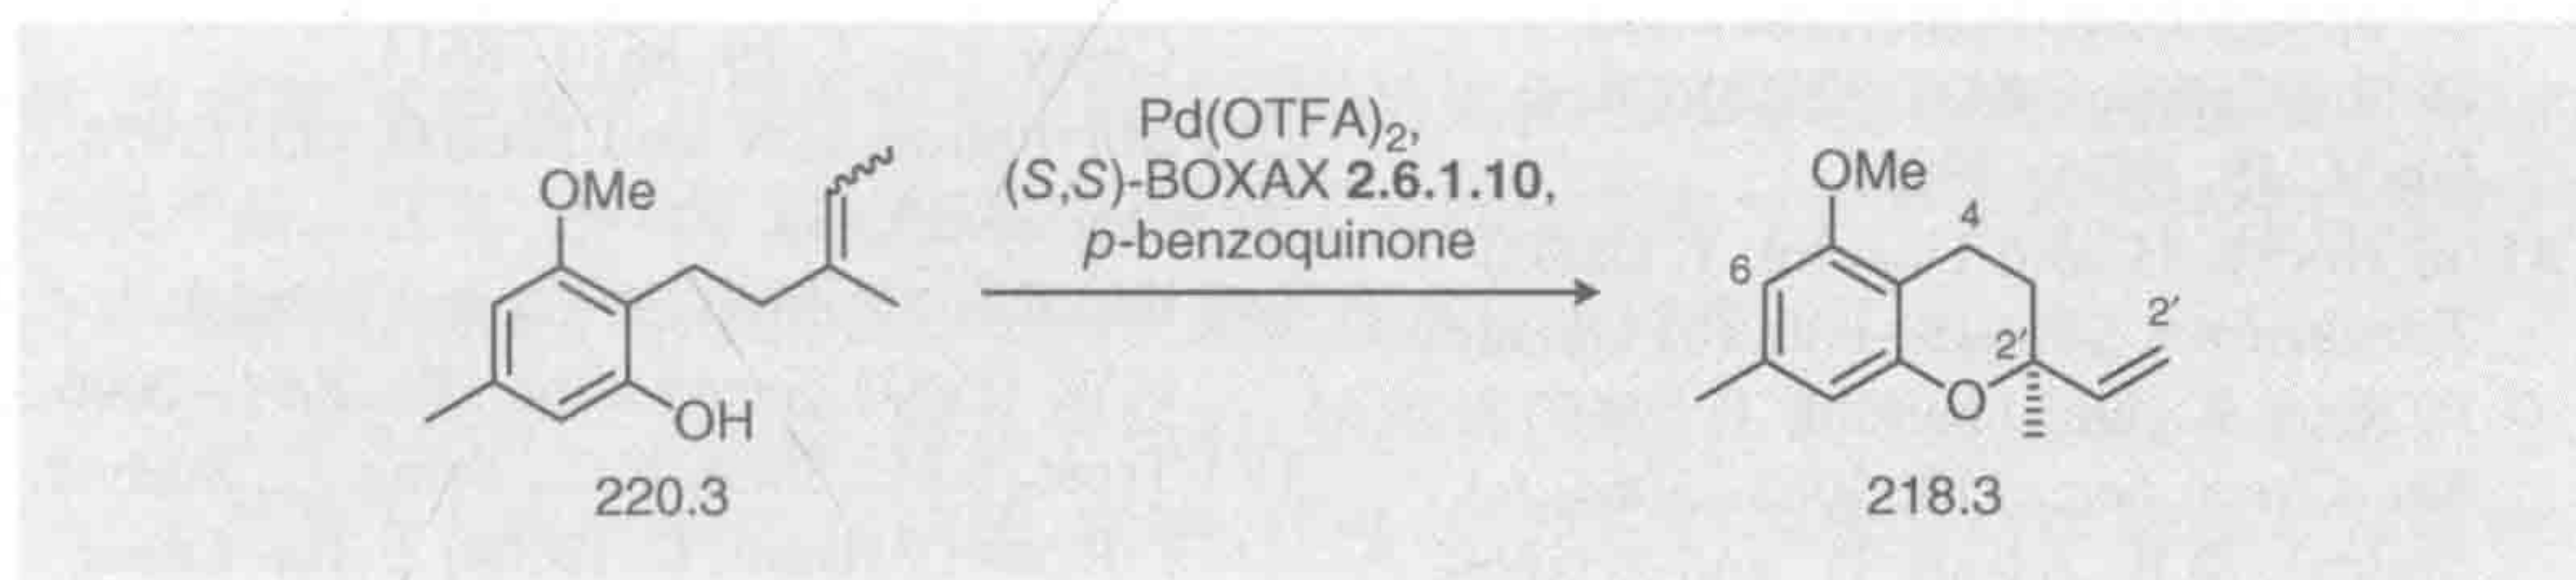 Pd(OTFA)2,
(S,S)-BOXAX 2.6.1.10,
p-benzoquinone
OMe
OH
220.3
OMe
4
6
2′
2′
O
218.3